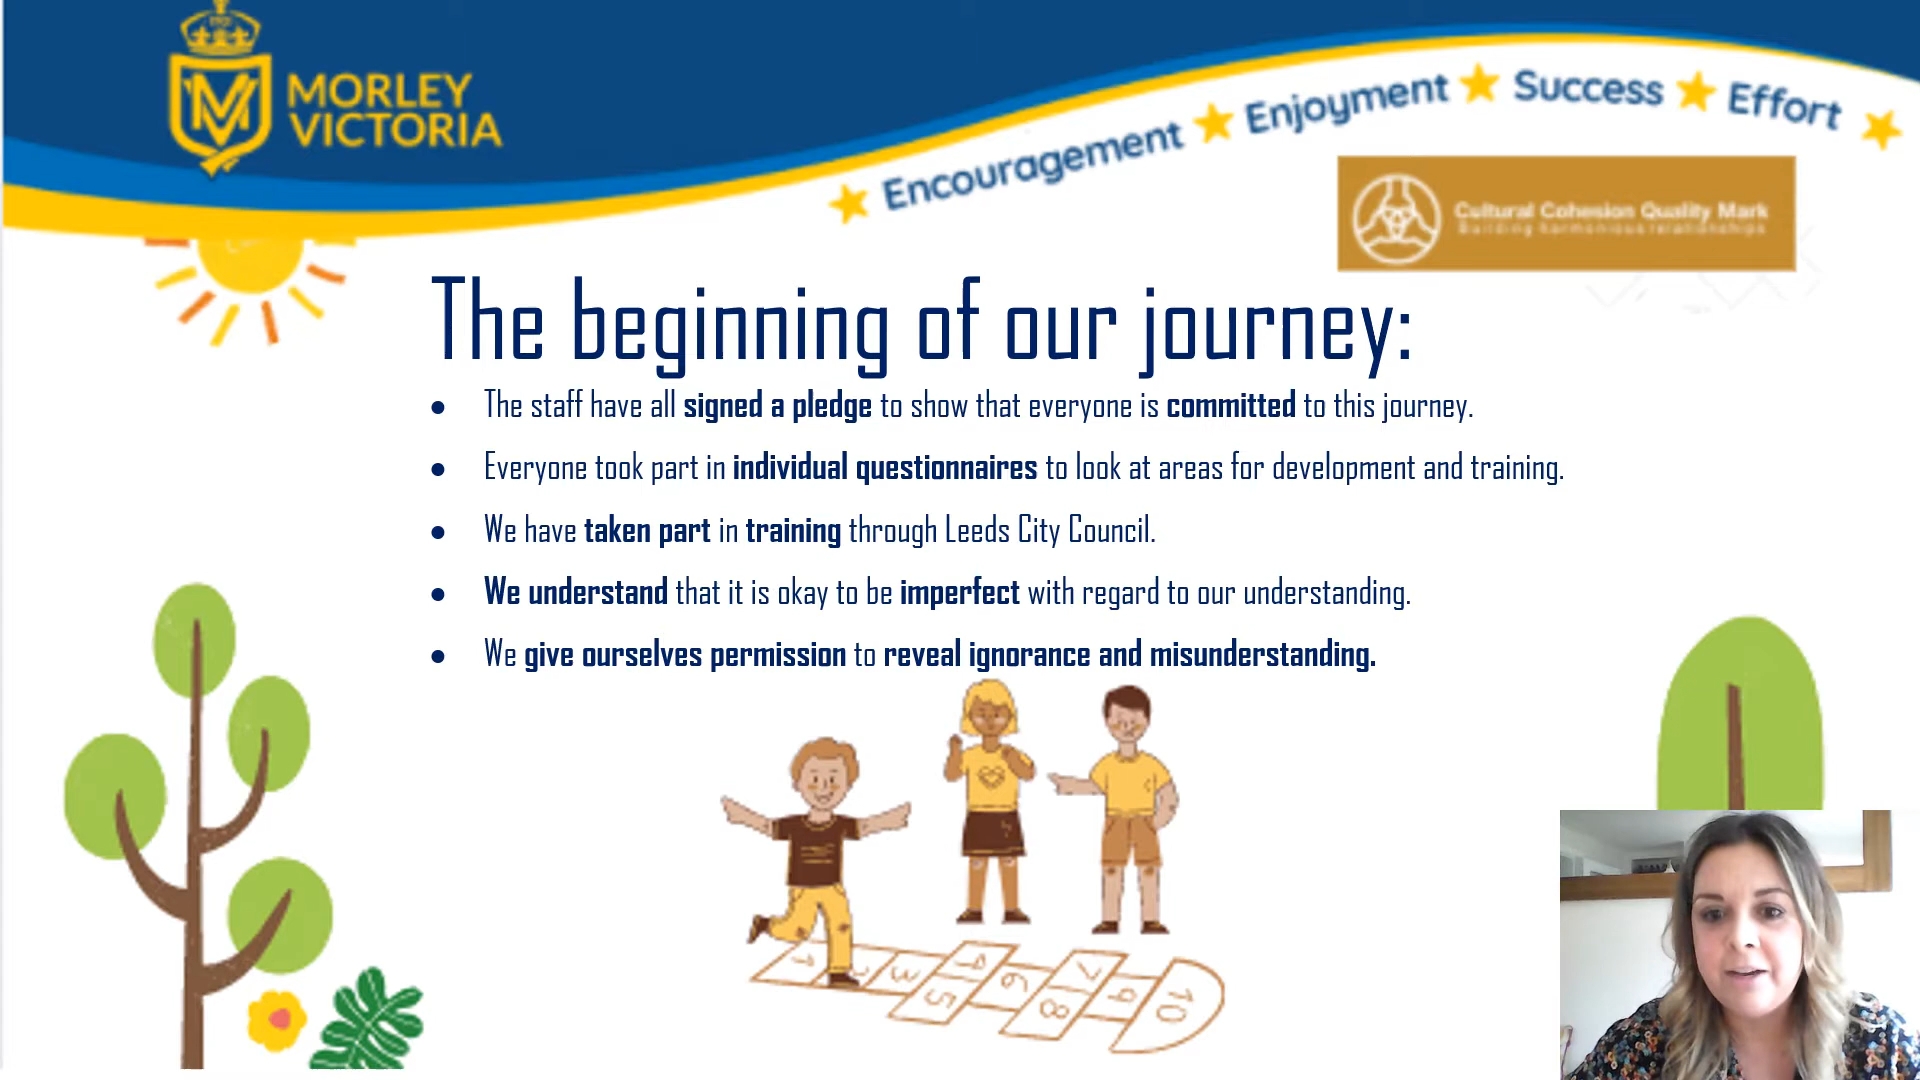 MORLEY
VICTORIA
Encouragement Enjoyment Success Effort
Cultural Cohesion Quality Mark
Building harmonious relationships
The beginning of our journey:
• The staff have all signed a pledge to show that everyone is committed to this journey.
• Everyone took part in individual questionnaires to look at areas for development and training.
• We have taken part in training through Leeds City Council.
• We understand that it is okay to be imperfect with regard to our understanding.
• We give ourselves permission to reveal ignorance and misunderstanding.
1 2 3 4 5 6 7 8 9 10